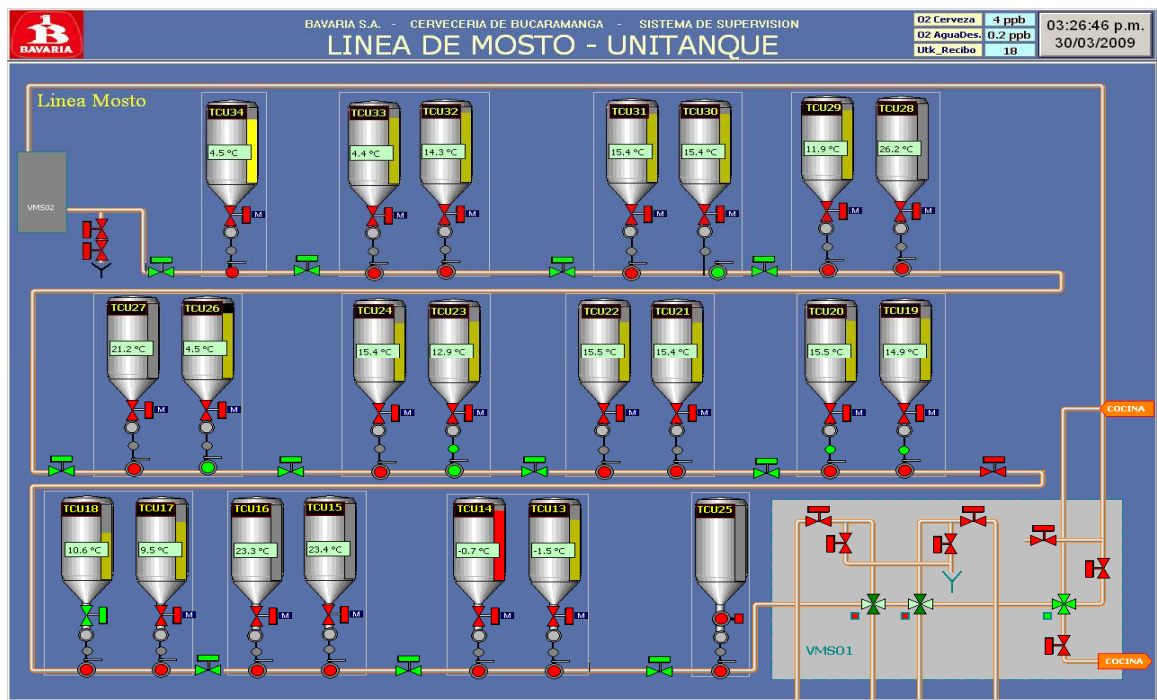 BAVARIA
BAVARIA S.A. - CERVECERIA DE BUCARAMANGA - SISTEMA DE SUPERVISION
LINEA DE MOSTO - UNITANQUE
O2 Cerveza 4 ppb
O2 AguaDes. 0.2 ppb
Utk_Recibo 18
03:26:46 p.m.
30/03/2009
Linea Mosto
VMS02
TCU34 TCU33 TCU32 TCU31 TCU30 TCU29 TCU28
4.5 °C 4.4 °C 14.3 °C 15.4 °C 15.4 °C 11.9 °C 26.2 °C
M M M M
TCU27 TCU26 TCU24 TCU23 TCU22 TCU21 TCU20 TCU19
21.2 °C 4.5 °C 15.4 °C 12.9 °C 15.5 °C 15.4 °C 15.5 °C 14.9 °C
M M M M M M M M
COCINA
TCU18 TCU17 TCU16 TCU15 TCU14 TCU13 TCU25
10.6 °C 9.5 °C 23.3 °C 23.4 °C -0.7 °C -1.5 °C
M M M M M
VMS01
COCINA